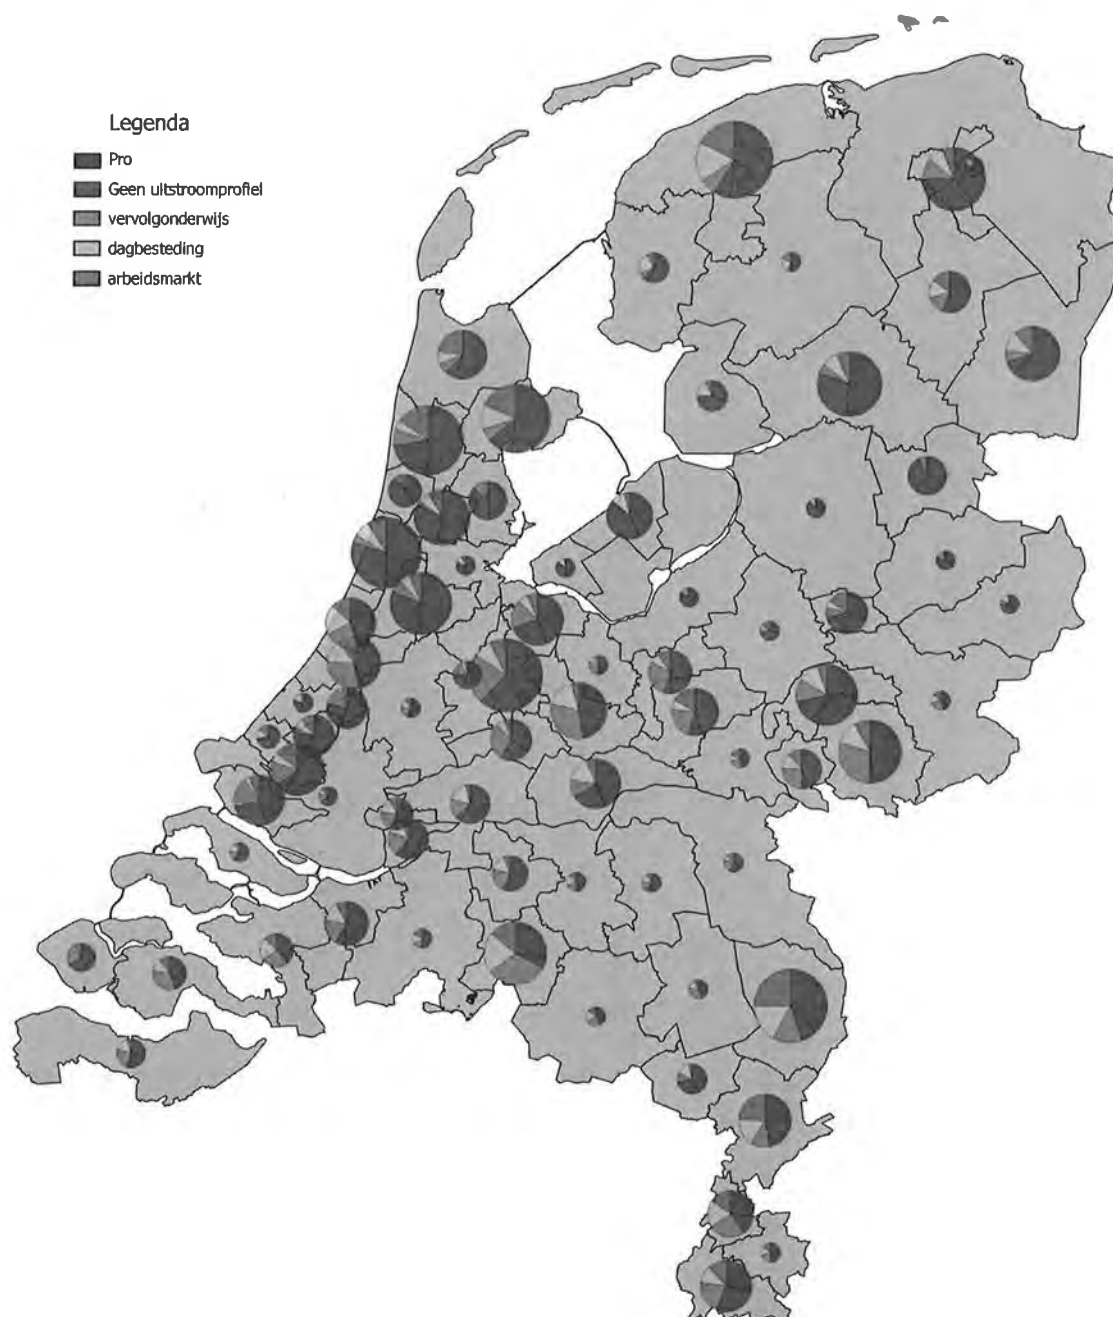 Legenda
Pro
Geen uitstroomprofiel
vervolgonderwijs
dagbesteding
arbeidsmarkt